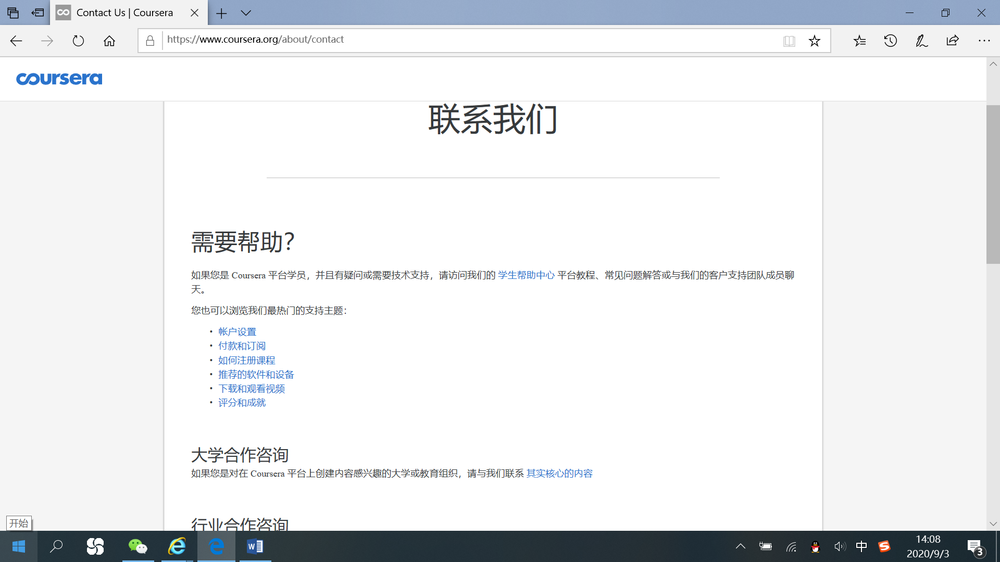 Contact Us | Coursera
https://www.coursera.org/about/contact
coursera
联系我们
需要帮助？
如果您是 Coursera 平台学员，并且有疑问或需要技术支持，请访问我们的 学生帮助中心 平台教程、常见问题解答或与我们的客户支持团队成员聊
天。
您也可以浏览我们最热门的支持主题：
• 帐户设置
• 付款和订阅
• 如何注册课程
• 推荐的软件和设备
• 下载和观看视频
• 评分和成就
大学合作咨询
如果您是对在 Coursera 平台上创建内容感兴趣的大学或教育组织，请与我们联系 其实核心的内容
行业合作咨询
开始
中
14:08
2020/9/3
3